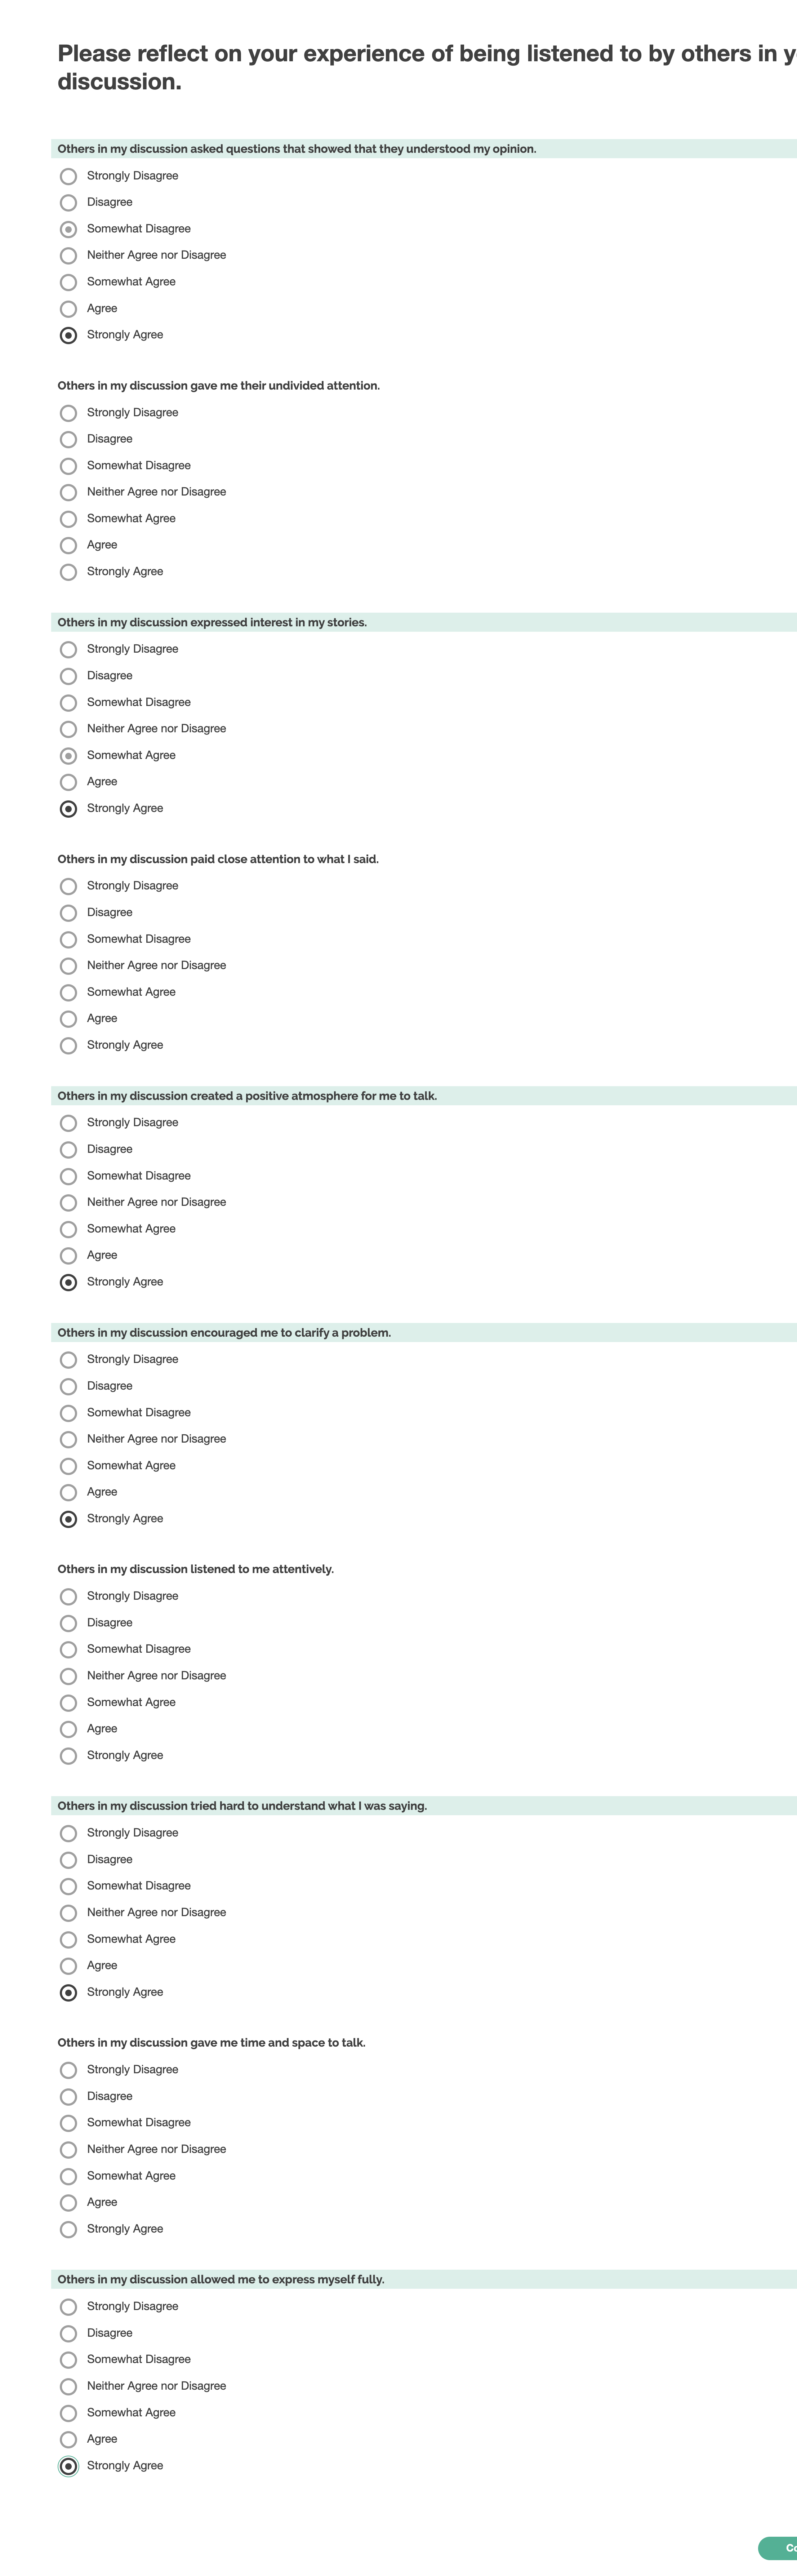 Please reflect on your experience of being listened to by others in
discussion.
Others in my discussion asked questions that showed that they understood my opinion.
Strongly Disagree
Disagree
Somewhat Disagree
Neither Agree nor Disagree
Somewhat Agree
Agree
Strongly Agree
Others in my discussion gave me their undivided attention.
Strongly Disagree
Disagree
Somewhat Disagree
Neither Agree nor Disagree
Somewhat Agree
Agree
Strongly Agree
Others in my discussion expressed interest in my stories.
Strongly Disagree
Disagree
Somewhat Disagree
Neither Agree nor Disagree
Somewhat Agree
Agree
Strongly Agree
Others in my discussion paid close attention to what I said.
Strongly Disagree
Disagree
Somewhat Disagree
Neither Agree nor Disagree
Somewhat Agree
Agree
Strongly Agree
Others in my discussion created a positive atmosphere for me to talk.
Strongly Disagree
Disagree
Somewhat Disagree
Neither Agree nor Disagree
Somewhat Agree
Agree
Strongly Agree
Others in my discussion encouraged me to clarify a problem.
Strongly Disagree
Disagree
Somewhat Disagree
Neither Agree nor Disagree
Somewhat Agree
Agree
Strongly Agree
Others in my discussion listened to me attentively.
Strongly Disagree
Disagree
Somewhat Disagree
Neither Agree nor Disagree
Somewhat Agree
Agree
Strongly Agree
Others in my discussion tried hard to understand what I was saying.
Strongly Disagree
Disagree
Somewhat Disagree
Neither Agree nor Disagree
Somewhat Agree
Agree
Strongly Agree
Others in my discussion gave me time and space to talk.
Strongly Disagree
Disagree
Somewhat Disagree
Neither Agree nor Disagree
Somewhat Agree
Agree
Strongly Agree
Others in my discussion allowed me to express myself fully.
Strongly Disagree
Disagree
Somewhat Disagree
Neither Agree nor Disagree
Somewhat Agree
Agree
Strongly Agree